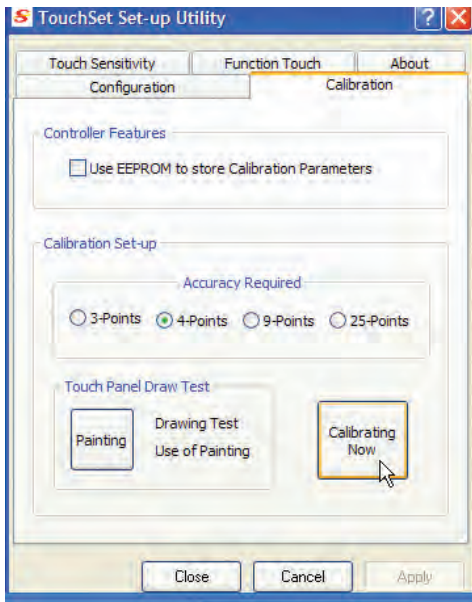 S TouchSet Set-up Utility
Touch Sensitivity Function Touch About
Configuration Calibration
Controller Features
Use EEPROM to store Calibration Parameters
Calibration Set-up
Accuracy Required
3-Points 4-Points 9-Points 25-Points
Touch Panel Draw Test
Painting
Drawing Test
Use of Painting
Calibrating
Now
Close Cancel Apply